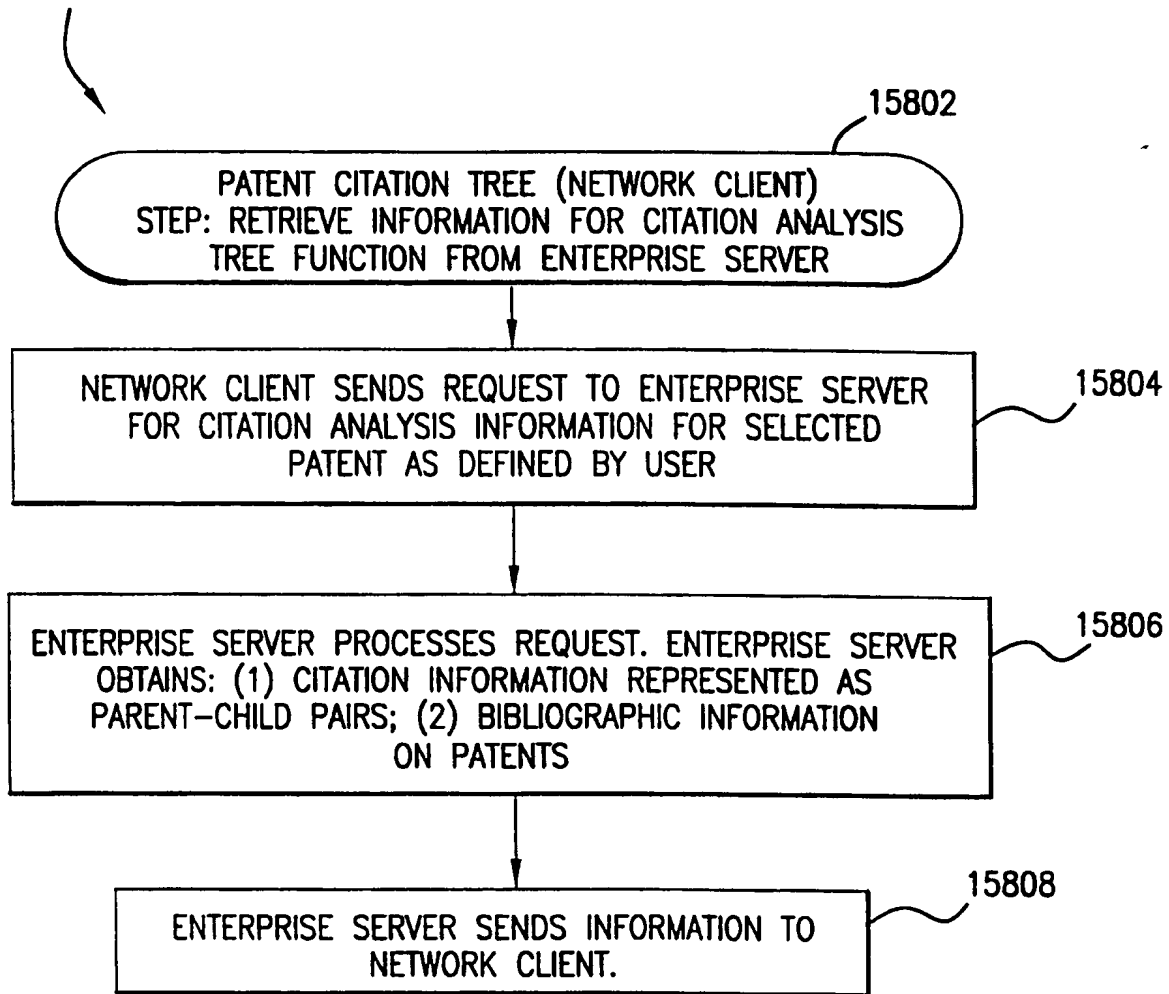 15802
PATENT CITATION TREE (NETWORK CLIENT)
STEP: RETRIEVE INFORMATION FOR CITATION ANALYSIS
TREE FUNCTION FROM ENTERPRISE SERVER
NETWORK CLIENT SENDS REQUEST TO ENTERPRISE SERVER
FOR CITATION ANALYSIS INFORMATION FOR SELECTED
PATENT AS DEFINED BY USER
15804
ENTERPRISE SERVER PROCESSES REQUEST. ENTERPRISE SERVER
OBTAINS: (1) CITATION INFORMATION REPRESENTED AS
PARENT-CHILD PAIRS; (2) BIBLIOGRAPHIC INFORMATION
ON PATENTS
15806
15808
ENTERPRISE SERVER SENDS INFORMATION TO
NETWORK CLIENT.